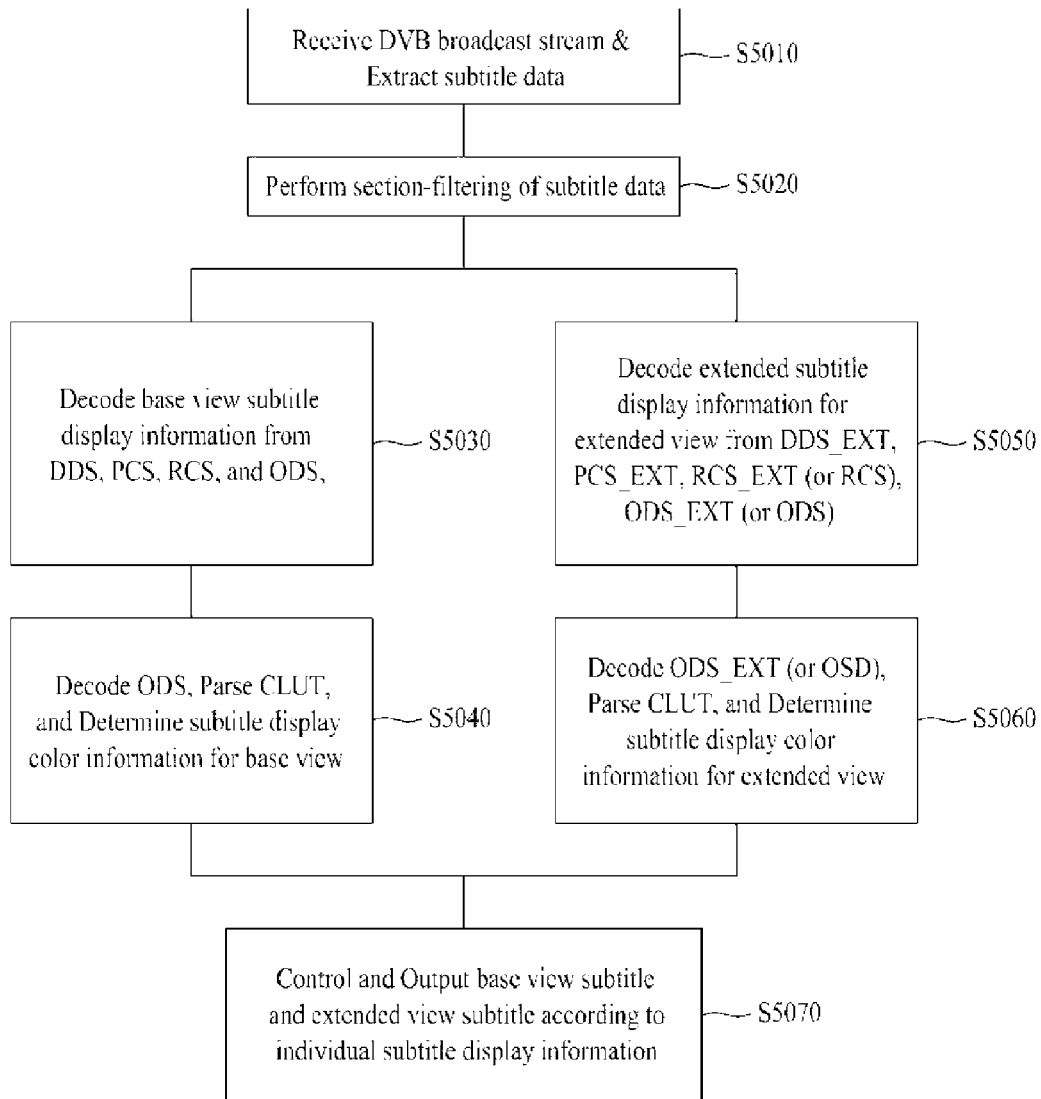 Receive DVB broadcast stream &
Extract subtitle data
S5010
Perform section-filtering of subtitle data
S5020
Decode base view subtitle
display information from
DDS, PCS, RCS, and ODS,
S5030
Decode extended subtitle
display information for
extended view from DDS_EXT,
PCS_EXT, RCS_EXT (or RCS),
ODS_EXT (or ODS)
S5050
Decode ODS, Parse CLUT,
and Determine subtitle display
color information for base view
S5040
Decode ODS_EXT (or OSD),
Parse CLUT, and Determine
subtitle display color
information for extended view
S5060
Control and Output base view subtitle
and extended view subtitle according to
individual subtitle display information
S5070